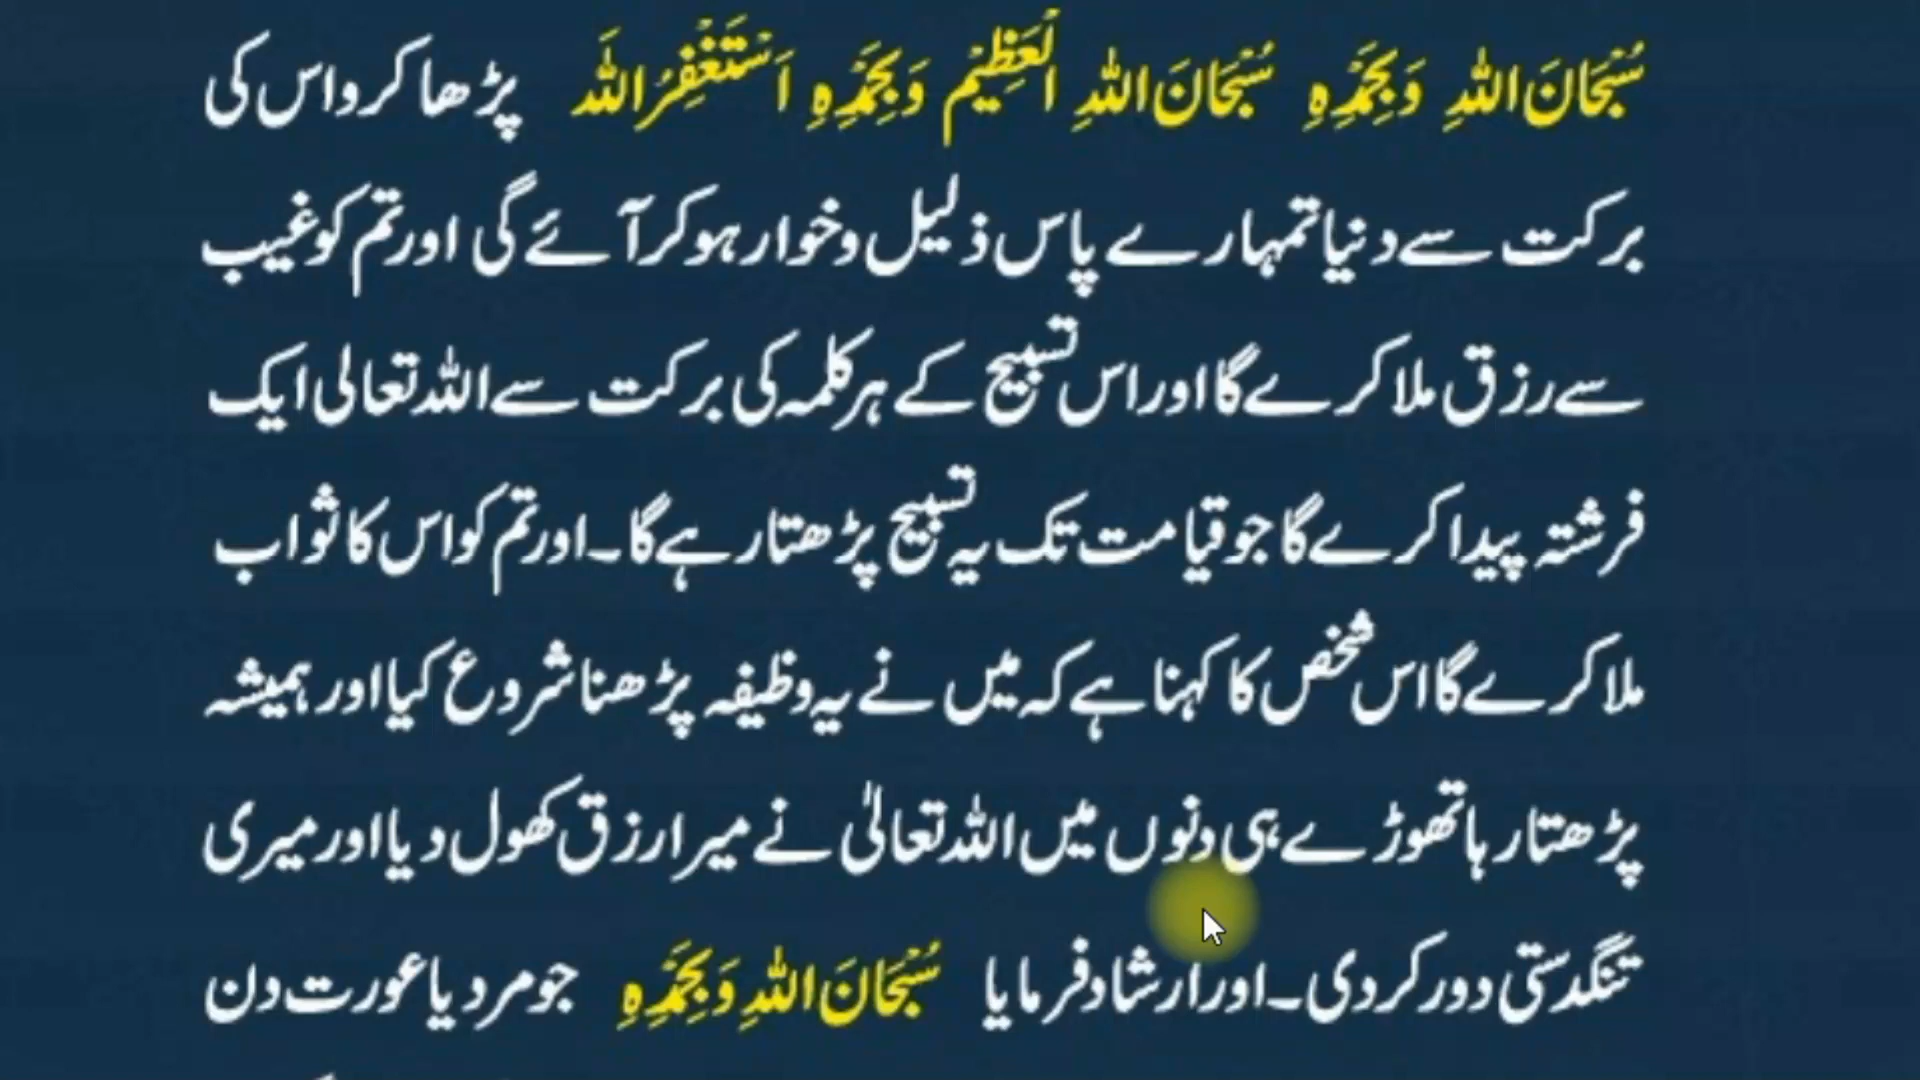 سُبْحَانَ اللهِ وَبِحَمْدِهِ سُبْحَانَ اللهِ الْعَظِيْم وَبِحَمْدِهِ اَسْتَغْفِرُ اللَّه پڑھا کرو اس کی
برکت سے دنیا تمہارے پاس ذلیل و خوار ہو کر آئے گی اور تم کو غیب
سے رزق ملا کرے گا اور اس تسبیح کے ہر کلمہ کی برکت سے اللہ تعالی ایک
فرشتہ پیدا کرے گا جو قیامت تک یہ تسبیح پڑھتا رہے گا۔ اور تم کو اس کا ثواب
ملا کرے گا اس شخص کا کہنا ہے کہ میں نے یہ وظیفہ پڑھنا شروع کیا اور ہمیشہ
پڑھتا رہا تھوڑے ہی دنوں میں اللہ تعالیٰ نے میرا رزق کھول دیا اور میری
تنگدستی دور کر دی۔ اور ارشاد فرمایا سُبْحَانَ اللهِ وَبِحَمْدِهِ جو مرد یا عورت دن